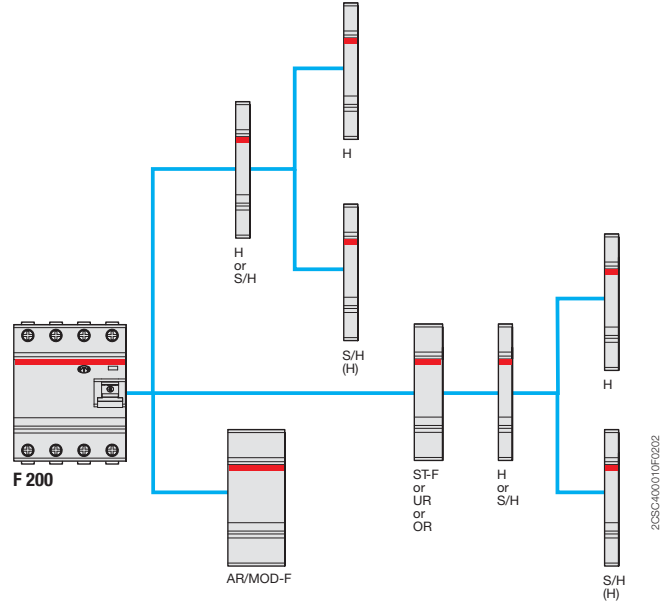 H
H
or
S/H
S/H
(H)
H
F 200
ST-F
or
UR
or
OR
H
or
S/H
AR/MOD-F
S/H
(H)
2CSC400010F0202